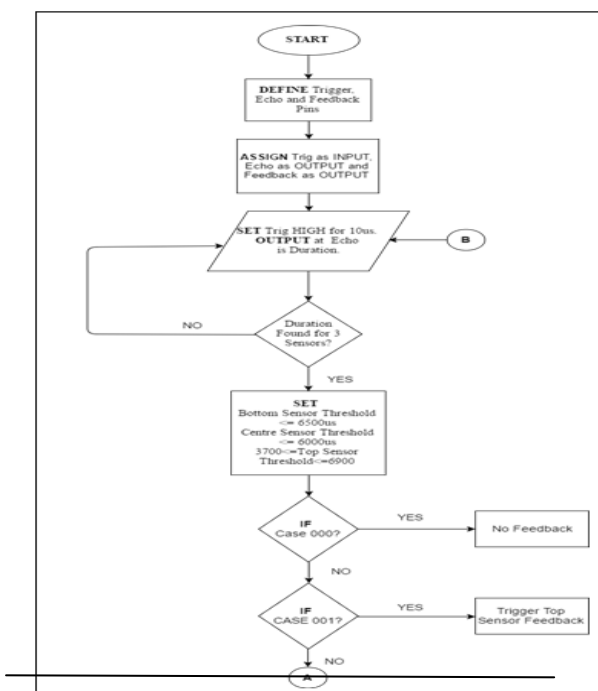 START
DEFINE Trigger,
Echo and Feedback
Pins
ASSIGN Trig as INPUT,
Echo as OUTPUT and
Feedback as OUTPUT
SET Trig HIGH for 10us.
OUTPUT at Echo
is Duration.
B
NO
Duration
Found for 3
Sensors?
YES
SET
Bottom Sensor Threshold
<= 6500us
Centre Sensor Threshold
<= 6000us
3700<=Top Sensor
Threshold<=6900
IF
Case 000?
YES
No Feedback
NO
IF
CASE 001?
YES
Trigger Top
Sensor Feedback
NO
A